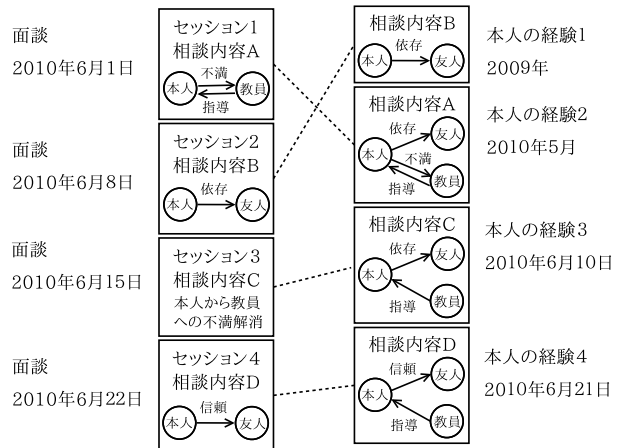 面談
2010年6月1日
セッション1
相談内容A
本人
不満
教員
指導
面談
2010年6月8日
セッション2
相談内容B
依存
本人
友人
面談
2010年6月15日
セッション3
相談内容C
本人から教員
への不満解消
面談
2010年6月22日
セッション4
相談内容D
信頼
本人
友人
相談内容B
依存
本人
友人
本人の経験1
2009年
相談内容A
依存
友人
本人
不満
教員
指導
本人の経験2
2010年5月
相談内容C
依存
友人
本人
教員
指導
本人の経験3
2010年6月10日
相談内容D
信頼
友人
本人
教員
指導
本人の経験4
2010年6月21日